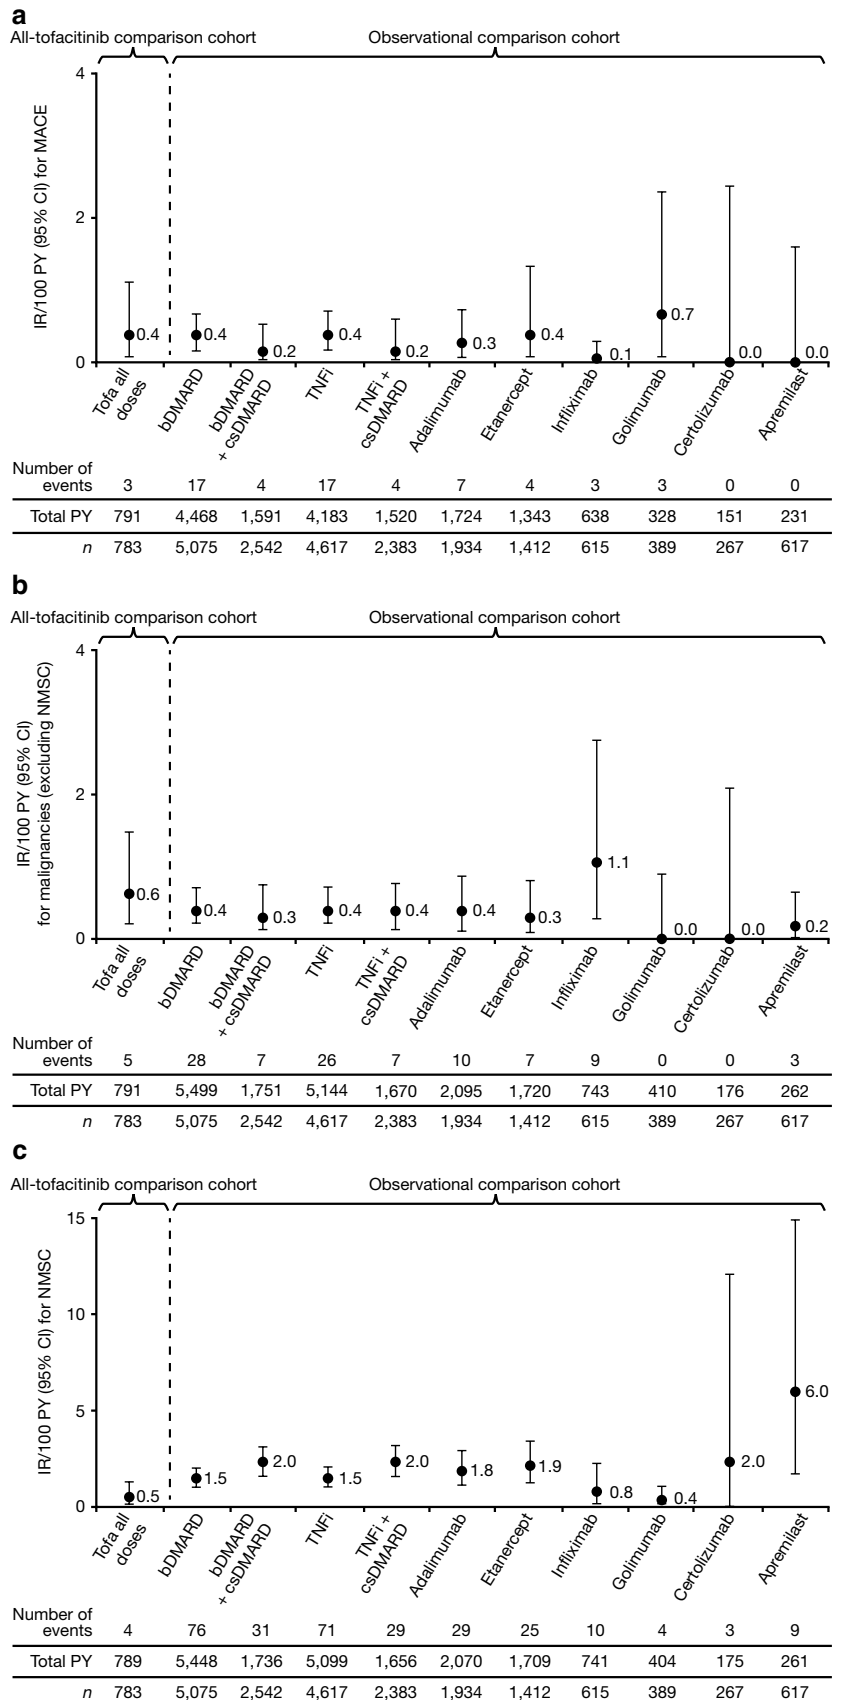 a
All-tofacitinib comparison cohort Observational comparison cohort
IR/100 PY (95% CI) for MACE
4
2
0
0.4 0.4 0.2 0.4 0.2 0.3 0.4 0.1 0.7 0.0 0.0
Tofa all doses
bDMARD
bDMARD + csDMARD
TNFi
TNFi + csDMARD
Adalimumab
Etanercept
Infliximab
Golimumab
Certolizumab
Apremilast
Number of
events 3 17 4 17 4 7 4 3 3 0 0
Total PY 791 4,468 1,591 4,183 1,520 1,724 1,343 638 328 151 231
n 783 5,075 2,542 4,617 2,383 1,934 1,412 615 389 267 617
b
All-tofacitinib comparison cohort Observational comparison cohort
IR/100 PY (95% CI)
for malignancies (excluding NMSC)
4
2
0
0.6 0.4 0.3 0.4 0.4 0.4 0.3 1.1 0.0 0.0 0.2
Tofa all doses
bDMARD
bDMARD + csDMARD
TNFi
TNFi + csDMARD
Adalimumab
Etanercept
Infliximab
Golimumab
Certolizumab
Apremilast
Number of
events 5 28 7 26 7 10 7 9 0 0 3
Total PY 791 5,499 1,751 5,144 1,670 2,095 1,720 743 410 176 262
n 783 5,075 2,542 4,617 2,383 1,934 1,412 615 389 267 617
c
All-tofacitinib comparison cohort Observational comparison cohort
IR/100 PY (95% CI) for NMSC
15
10
5
0
0.5 1.5 2.0 1.5 2.0 1.8 1.9 0.8 0.4 2.0 6.0
Tofa all doses
bDMARD
bDMARD + csDMARD
TNFi
TNFi + csDMARD
Adalimumab
Etanercept
Infliximab
Golimumab
Certolizumab
Apremilast
Number of
events 4 76 31 71 29 29 25 10 4 3 9
Total PY 789 5,448 1,736 5,099 1,656 2,070 1,709 741 404 175 261
n 783 5,075 2,542 4,617 2,383 1,934 1,412 615 389 267 617